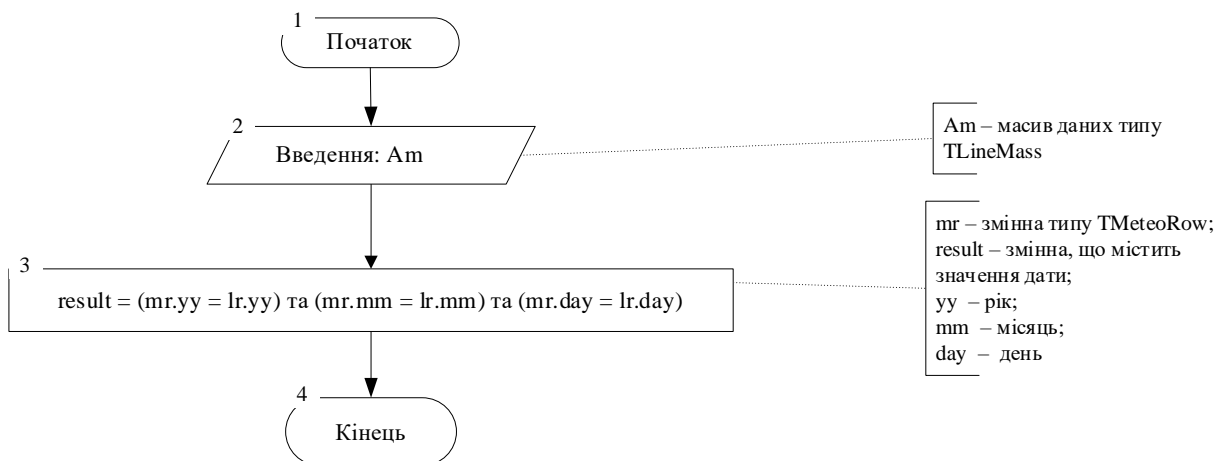 1
Початок
2
Введення: Am
Am – масив даних типу
TLineMass
mr – змінна типу TMeteoRow;
result – змінна, що містить
значення дати;
yy – рік;
mm – місяць;
day – день
3
result = (mr.yy = lr.yy) та (mr.mm = lr.mm) та (mr.day = lr.day)
4
Кінець